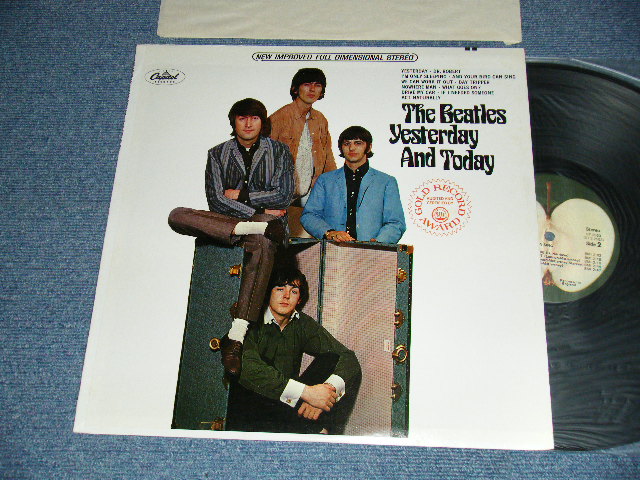 NEW IMPROVED FULL DIMENSIONAL STEREO
Capitol
RECORDS
YESTERDAY · DR. ROBERT
I'M ONLY SLEEPING · AND YOUR BIRD CAN SING
WE CAN WORK IT OUT · DAY TRIPPER
NOWHERE MAN · WHAT GOES ON?
DRIVE MY CAR · IF I NEEDED SOMEONE
ACT NATURALLY
The Beatles
Yesterday
And Today
GOLD RECORD
AWARD
Stereo
Side 2